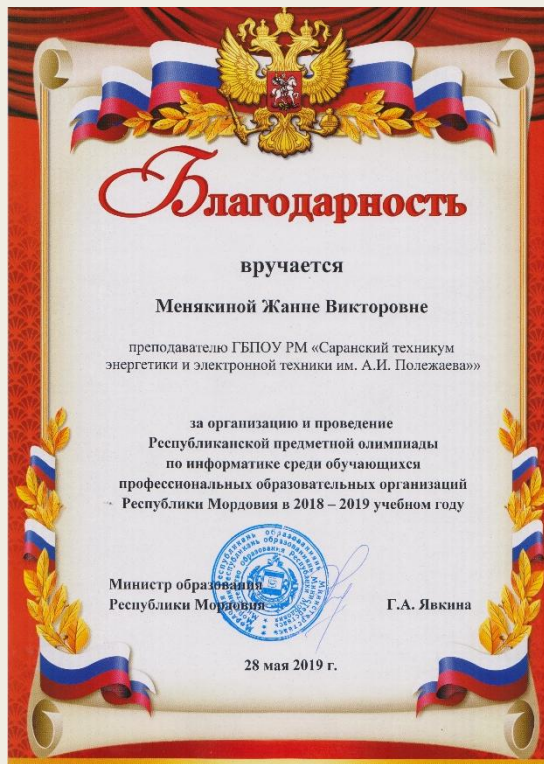 Благодарность
вручается
Менякиной Жанне Викторовне
преподавателю ГБПОУ РМ «Саранский техникум
энергетики и электронной техники им. А.И. Полежаева»»
за организацию и проведение
Республиканской предметной олимпиады
по информатике среди обучающихся
профессиональных образовательных организаций
Республики Мордовия в 2018 – 2019 учебном году
Министр образования
Республики Мордовия
Г.А. Явкина
28 мая 2019 г.